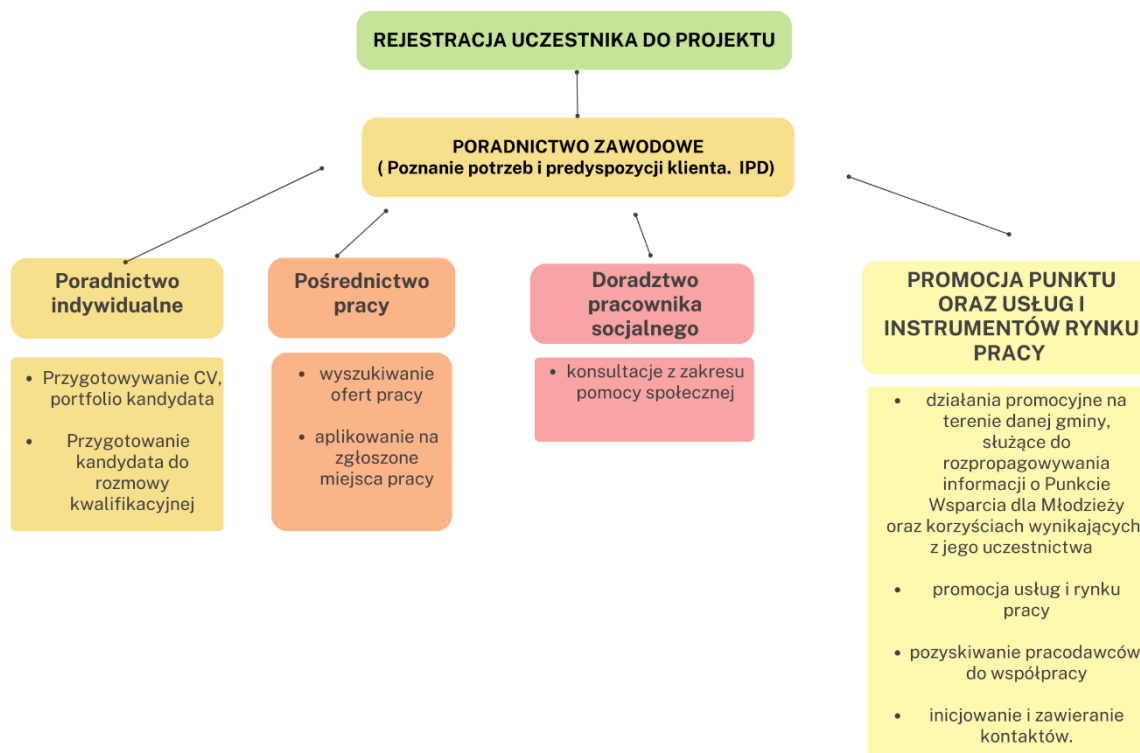 REJESTRACJA UCZESTNIKA DO PROJEKTU
PORADNICTWO ZAWODOWE
( Poznanie potrzeb i predyspozycji klienta. IPD)
Poradnictwo
indywidualne
• Przygotowywanie CV,
portfolio kandydata
• Przygotowanie
kandydata do
rozmowy
kwalifikacyjnej
Pośrednictwo
pracy
• wyszukiwanie
ofert pracy
• aplikowanie na
zgłoszone
miejsca pracy
Doradztwo
pracownika
socjalnego
• konsultacje z zakresu
pomocy społecznej
PROMOCJA PUNKTU
ORAZ USŁUG I
INSTRUMENTÓW RYNKU
PRACY
• działania promocyjne na
terenie danej gminy,
służące do
rozpropagowywania
informacji o Punkcie
Wsparcia dla Młodzieży
oraz korzyściach wynikających
z jego uczestnictwa
• promocja usług i rynku
pracy
• pozyskiwanie pracodawców
do współpracy
• inicjowanie i zawieranie
kontaktów.